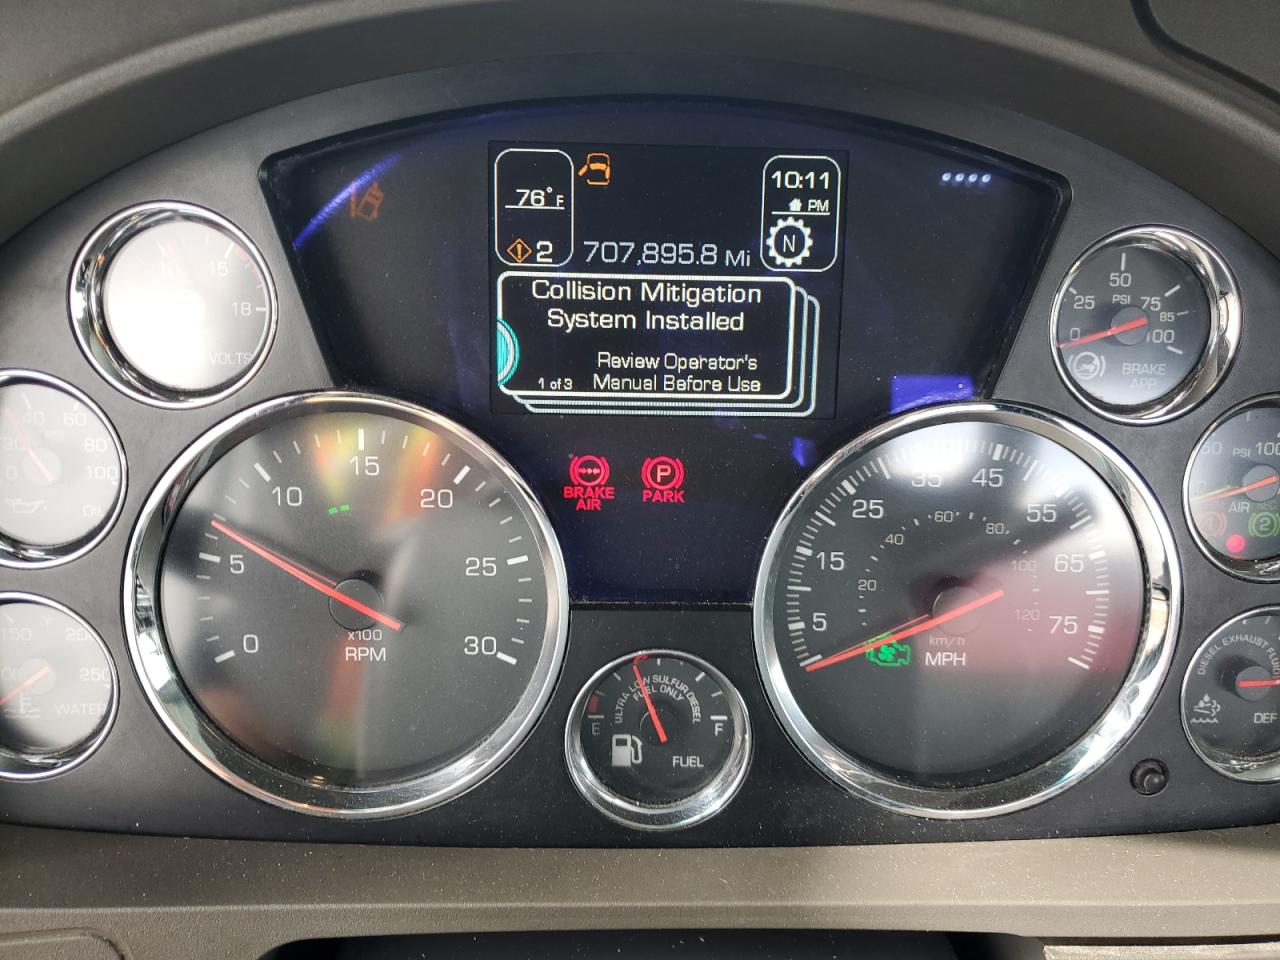 76°F
10:11
PM
2
707,895.8 Mi
N
Collision Mitigation
System Installed
Review Operator's
1 of 3 Manual Before Use
15
18
VOLTS
60
80
100
OIL
150
250
WATER
0
5
10
15
20
25
30
x100
RPM
BRAKE
AIR
P
PARK
ULTRA LOW SULFUR DIESEL
FUEL ONLY
E
F
FUEL
5
15
25
35
45
55
65
75
20
40
60
80
100
120
km/h
MPH
0
25
50
75
85
100
PSI
BRAKE
APP
PSI
100
AIR
1
2
DIESEL EXHAUST FLUID
DEF